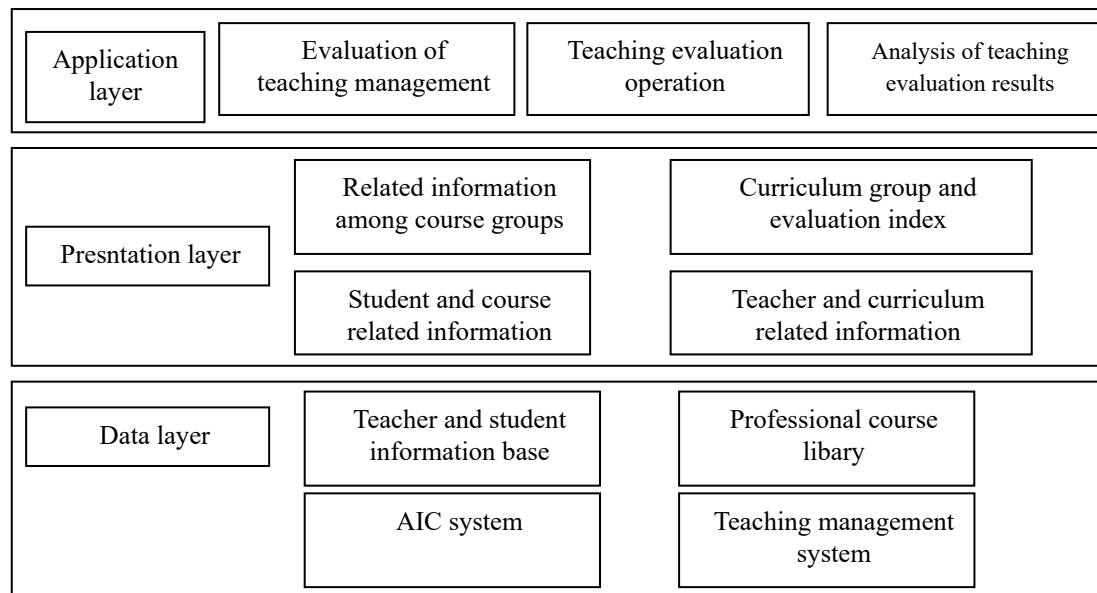 Application
layer
Evaluation of
teaching management
Teaching evaluation
operation
Analysis of teaching
evaluation results
Presntation layer
Related information
among course groups
Curriculum group and
evaluation index
Student and course
related information
Teacher and curriculum
related information
Data layer
Teacher and student
information base
Professional course
libary
AIC system
Teaching management
system